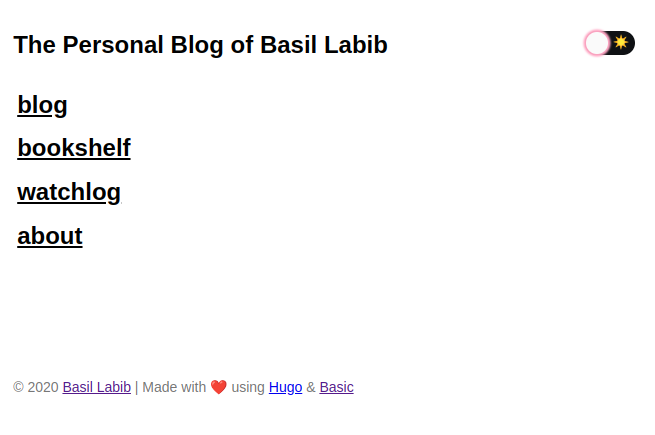 The Personal Blog of Basil Labib
blog
bookshelf
watchlog
about
© 2020 Basil Labib | Made with ❤️ using Hugo & Basic